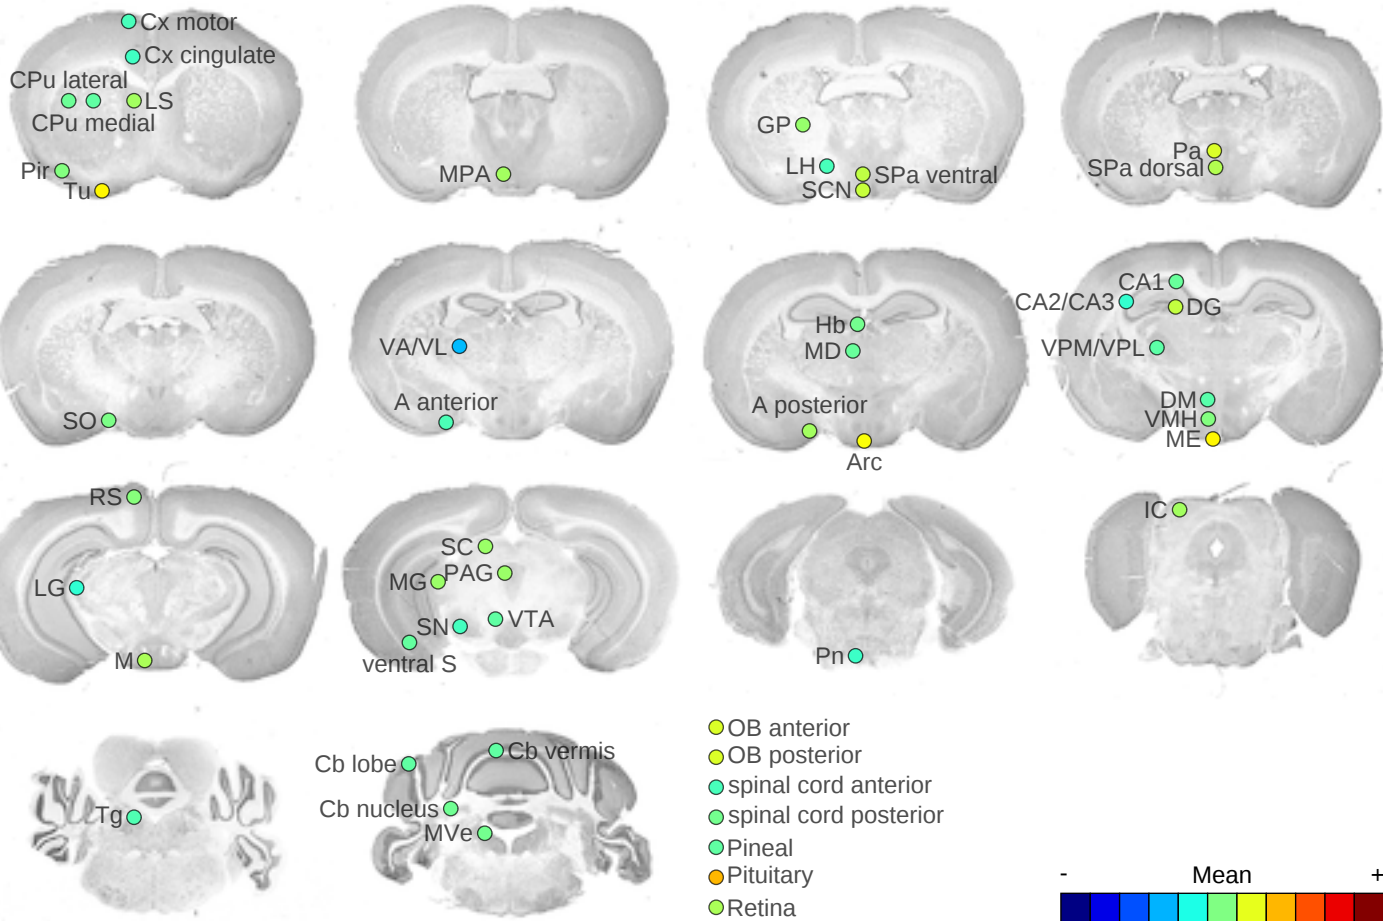 Cx motor
Cx cingulate
CPu lateral
LS
CPu medial
Pir
Tu
MPA
GP
LH
SPa ventral
SCN
Pa
SPa dorsal
SO
VA/VL
A anterior
Hb
MD
A posterior
Arc
CA1
CA2/CA3
DG
VPM/VPL
DM
VMH
ME
RS
LG
M
SC
MG
PAG
SN
VTA
ventral S
Pn
IC
Tg
Cb lobe
Cb vermis
Cb nucleus
MVe
OB anterior
OB posterior
spinal cord anterior
spinal cord posterior
Pineal
Pituitary
Retina
- Mean +